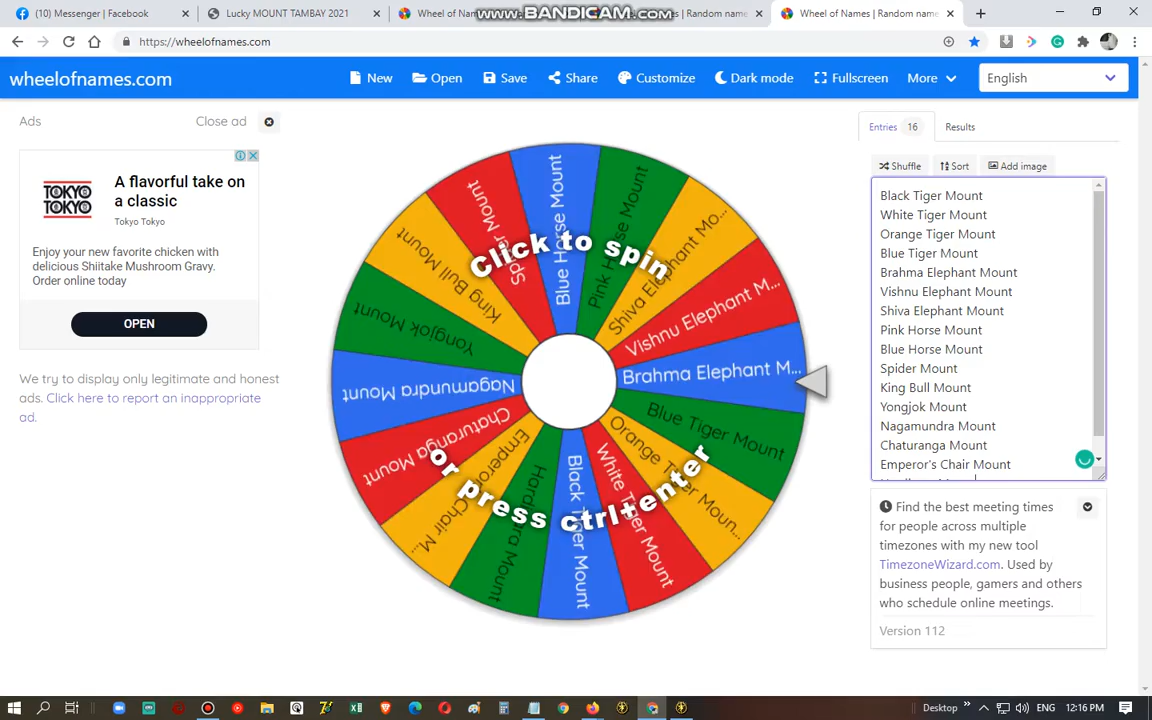 (10) Messenger | Facebook
Lucky MOUNT TAMBAY 2021
Wheel of Nam
www.BANDICAM.com
| Random name
Wheel of Names | Random name
https://wheelofnames.com
wheelofnames.com
New
Open
Save
Share
Customize
Dark mode
Fullscreen
More
English
Ads
Close ad
TOKYO
TOKYO
A flavorful take on
a classic
Tokyo Tokyo
Enjoy your new favorite chicken with
delicious Shiitake Mushroom Gravy.
Order online today
OPEN
We try to display only legitimate and honest
ads. Click here to report an inappropriate
ad.
Click to spin
or press ctrl+enter
Blue Horse Mount
Pink Horse Mount
Shiva Elephant Mo...
Vishnu Elephant M...
Brahma Elephant M...
Blue Tiger Mount
Orange Tiger Moun...
White Tiger Mount
Black Tiger Mount
Emperor's Chair M...
Chaturanga Mount
Nagamundra Mount
Yongjok Mount
King Bull Mount
Spider Mount
Entries 16
Results
Shuffle
Sort
Add image
Black Tiger Mount
White Tiger Mount
Orange Tiger Mount
Blue Tiger Mount
Brahma Elephant Mount
Vishnu Elephant Mount
Shiva Elephant Mount
Pink Horse Mount
Blue Horse Mount
Spider Mount
King Bull Mount
Yongjok Mount
Nagamundra Mount
Chaturanga Mount
Emperor's Chair Mount
Find the best meeting times
for people across multiple
timezones with my new tool
TimezoneWizard.com. Used by
business people, gamers and others
who schedule online meetings.
Version 112
Desktop
ENG
12:16 PM